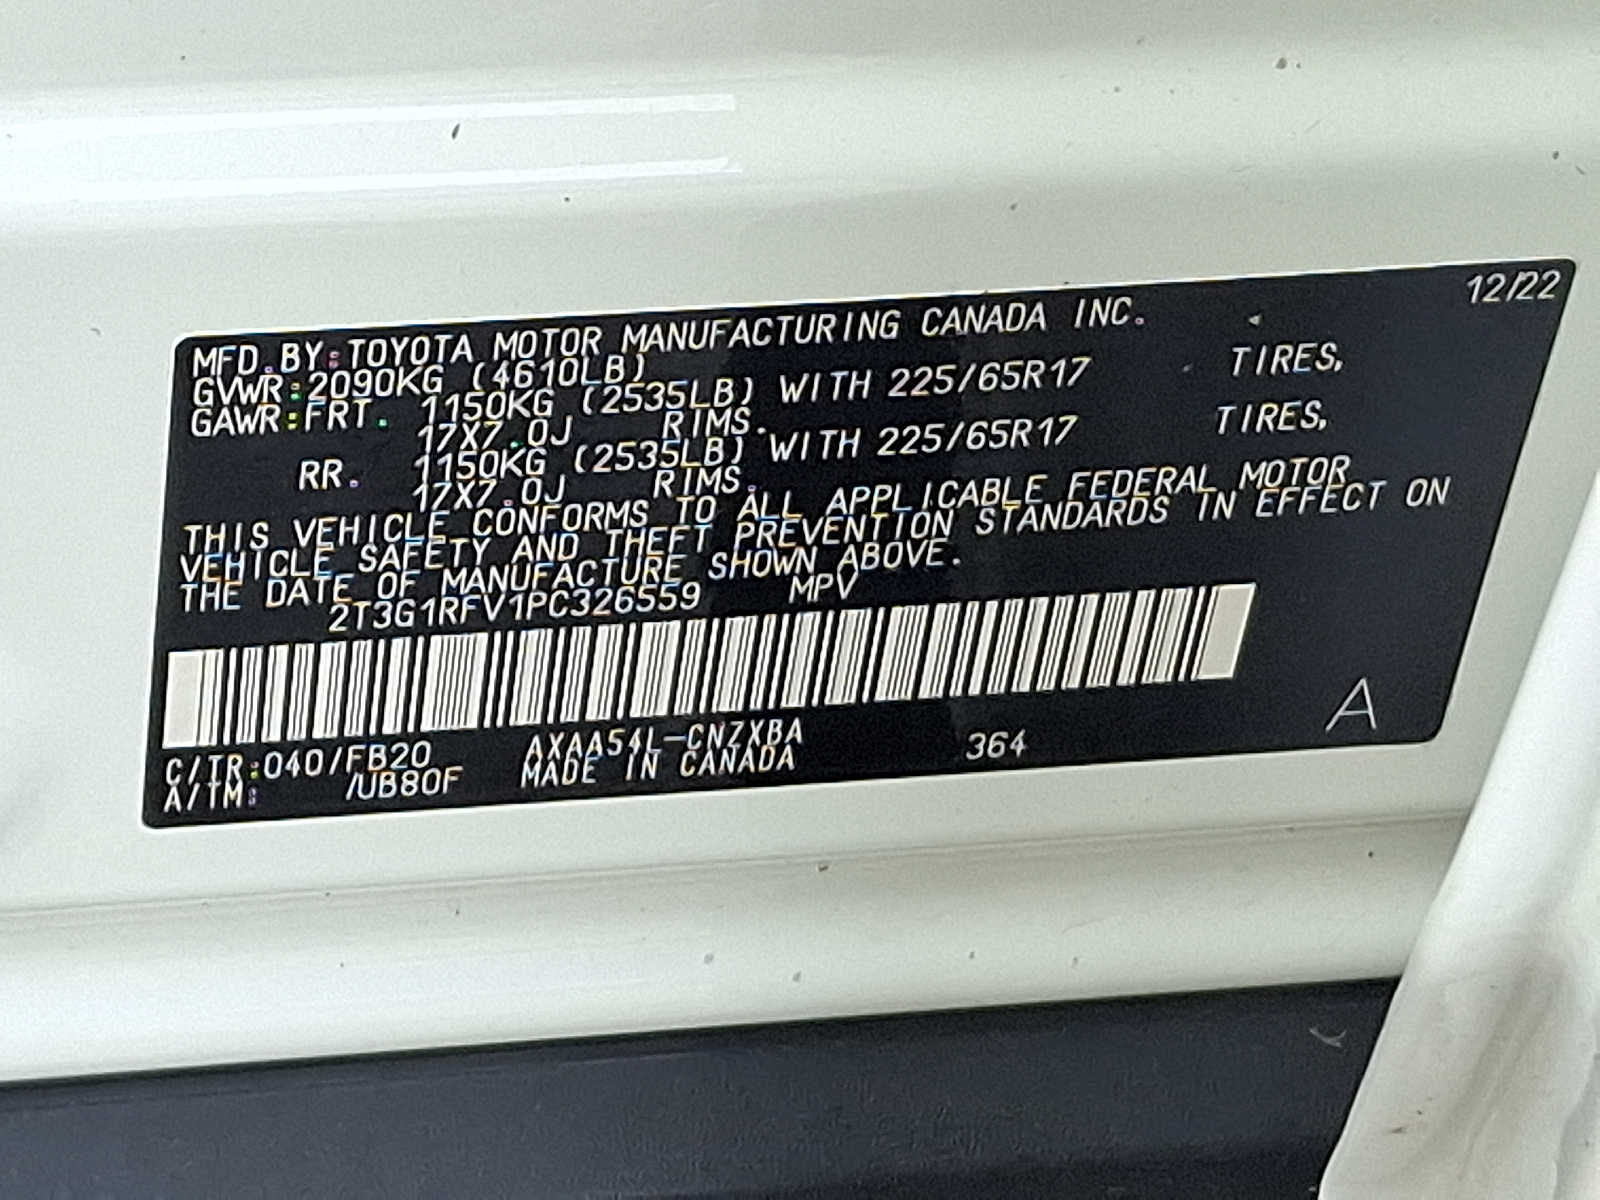 12/22
MFD.BY:TOYOTA MOTOR MANUFACTURING CANADA INC.
GVWR:2090KG (4610LB)
GAWR:FRT. 1150KG (2535LB) WITH 225/65R17 TIRES,
17X7.0J RIMS.
RR. 1150KG (2535LB) WITH 225/65R17 TIRES,
17X7.0J RIMS.
THIS VEHICLE CONFORMS TO ALL APPLICABLE FEDERAL MOTOR
VEHICLE SAFETY AND THEFT PREVENTION STANDARDS IN EFFECT ON
THE DATE OF MANUFACTURE SHOWN ABOVE.
2T3G1RFV1PC326559 MPV
C/TR:040/FB20 AXAA54L-CNZXBA 364
A/TM: /UB80F MADE IN CANADA
A